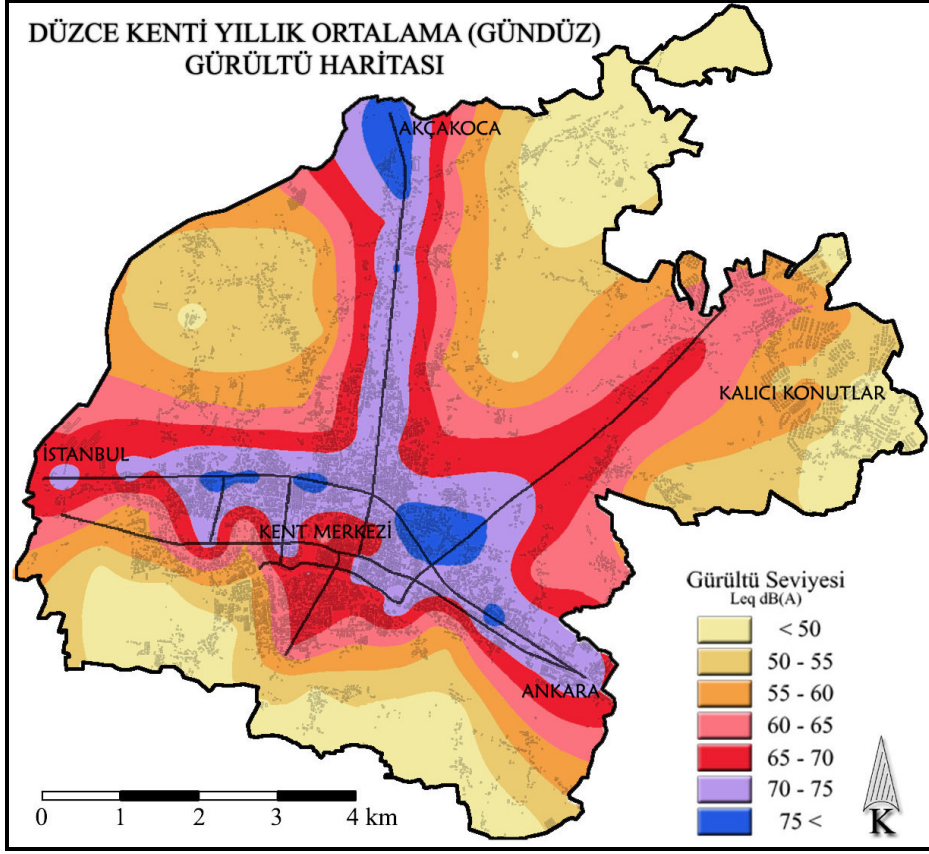 DÜZCE KENTİ YILLIK ORTALAMA (GÜNDÜZ)
GÜRÜLTÜ HARİTASI
AKÇAKOCA
KALICI KONUTLAR
İSTANBUL
KENT MERKEZİ
ANKARA
Gürültü Seviyesi
Leq dB(A)
< 50
50 - 55
55 - 60
60 - 65
65 - 70
70 - 75
75 <
0 1 2 3 4 km
K